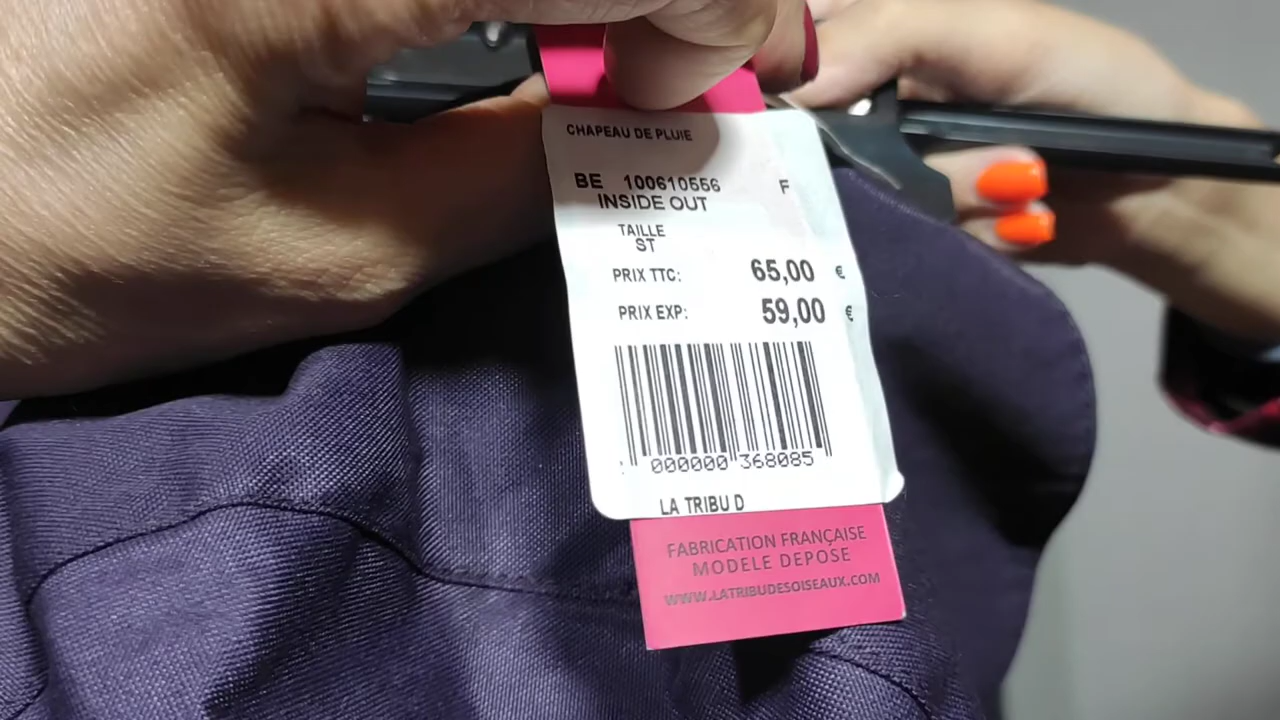 CHAPEAU DE PLUIE
BE 100610556 F
INSIDE OUT
TAILLE
ST
PRIX TTC: 65,00 €
PRIX EXP: 59,00 €
000000 368085
LA TRIBU D
FABRICATION FRANÇAISE
MODELE DEPOSE
WWW.LATRIBUDESOISEAUX.COM